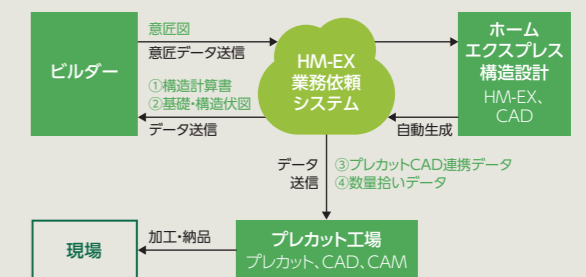 ビルダー
意匠図
意匠データ送信
①構造計算書
②基礎・構造伏図
データ送信
HM-EX
業務依頼
システム
ホーム
エクスプレス
構造設計
HM-EX、
CAD
自動生成
データ
送信
③プレカットCAD連携データ
④数量拾いデータ
現場
加工・納品
プレカット工場
プレカット、CAD、CAM